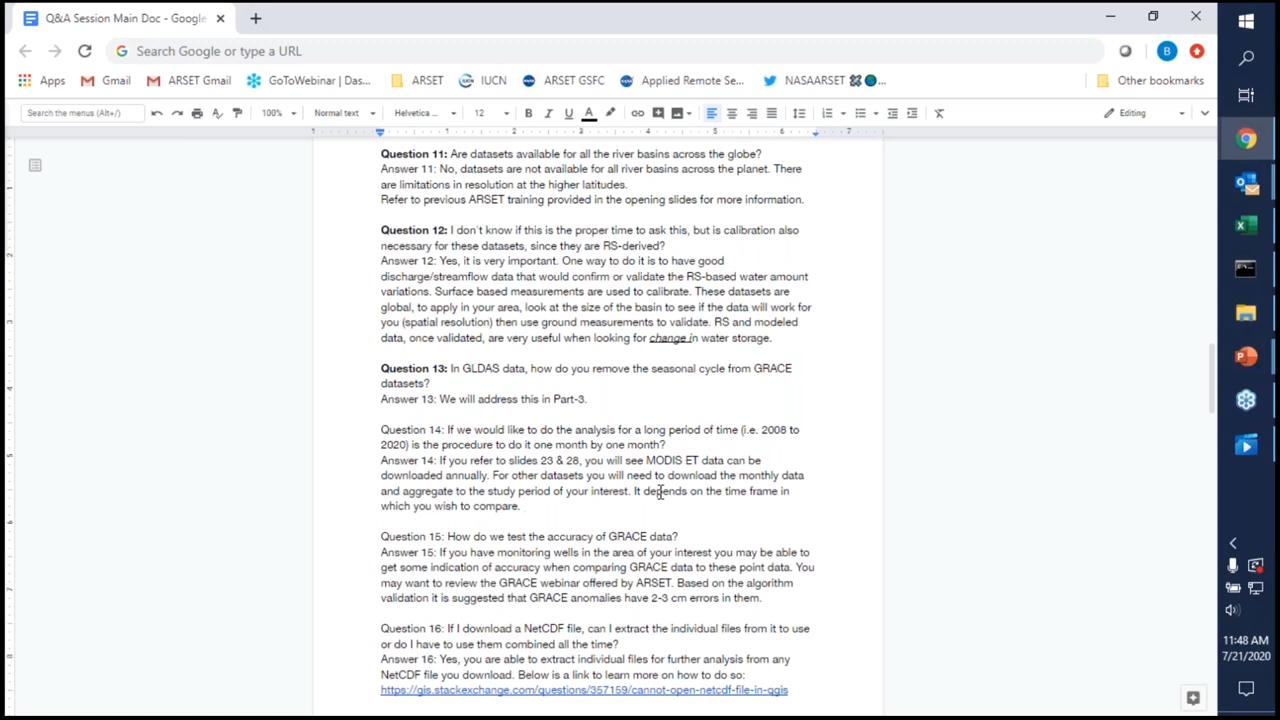 Q&A Session Main Doc - Google
Search Google or type a URL
B
Apps
Gmail
ARSET Gmail
GoToWebinar | Das...
ARSET
IUCN
ARSET GSFC
Applied Remote Se...
NASAARSET
Other bookmarks
Search the menus (Alt+/)
100%
Normal text
Helvetica ...
12
B I U A
Editing
1 1 2 3 4 5 6 7
Question 11: Are datasets available for all the river basins across the globe?
Answer 11: No, datasets are not available for all river basins across the planet. There
are limitations in resolution at the higher latitudes.
Refer to previous ARSET training provided in the opening slides for more information.
Question 12: I don't know if this is the proper time to ask this, but is calibration also
necessary for these datasets, since they are RS-derived?
Answer 12: Yes, it is very important. One way to do it is to have good
discharge/streamflow data that would confirm or validate the RS-based water amount
variations. Surface based measurements are used to calibrate. These datasets are
global, to apply in your area, look at the size of the basin to see if the data will work for
you (spatial resolution) then use ground measurements to validate. RS and modeled
data, once validated, are very useful when looking for change in water storage.
Question 13: In GLDAS data, how do you remove the seasonal cycle from GRACE
datasets?
Answer 13: We will address this in Part-3.
Question 14: If we would like to do the analysis for a long period of time (i.e. 2008 to
2020) is the procedure to do it one month by one month?
Answer 14: If you refer to slides 23 & 28, you will see MODIS ET data can be
downloaded annually. For other datasets you will need to download the monthly data
and aggregate to the study period of your interest. It depends on the time frame in
which you wish to compare.
Question 15: How do we test the accuracy of GRACE data?
Answer 15: If you have monitoring wells in the area of your interest you may be able to
get some indication of accuracy when comparing GRACE data to these point data. You
may want to review the GRACE webinar offered by ARSET. Based on the algorithm
validation it is suggested that GRACE anomalies have 2-3 cm errors in them.
Question 16: If I download a NetCDF file, can I extract the individual files from it to use
or do I have to use them combined all the time?
Answer 16: Yes, you are able to extract individual files for further analysis from any
NetCDF file you download. Below is a link to learn more on how to do so:
https://gis.stackexchange.com/questions/357159/cannot-open-netcdf-file-in-qgis
11:48 AM
7/21/2020